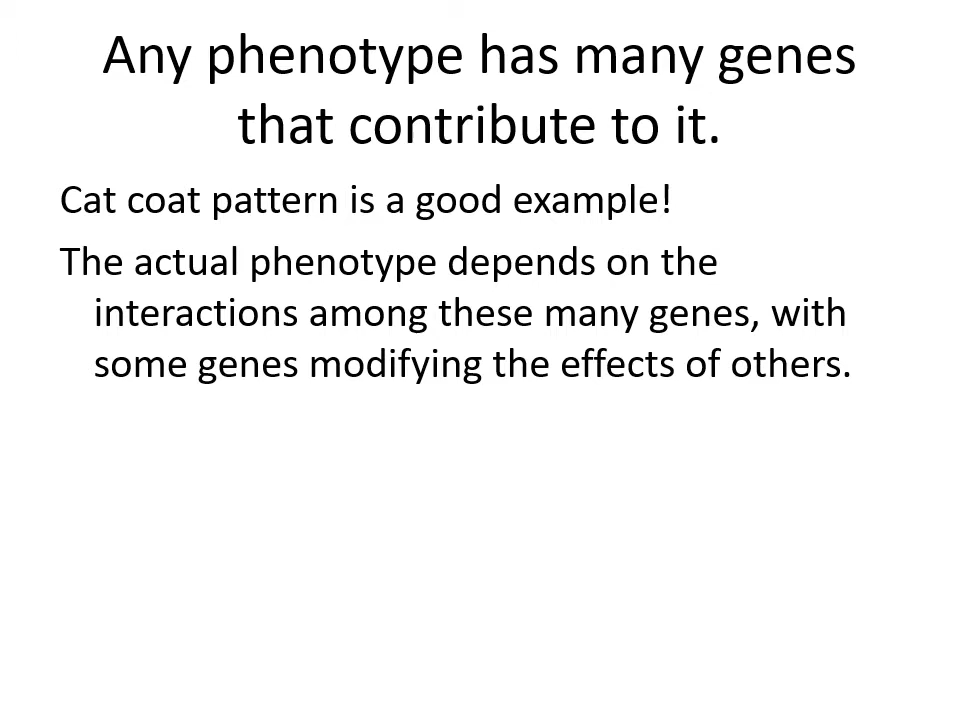 Any phenotype has many genes
that contribute to it.
Cat coat pattern is a good example!
The actual phenotype depends on the
interactions among these many genes, with
some genes modifying the effects of others.